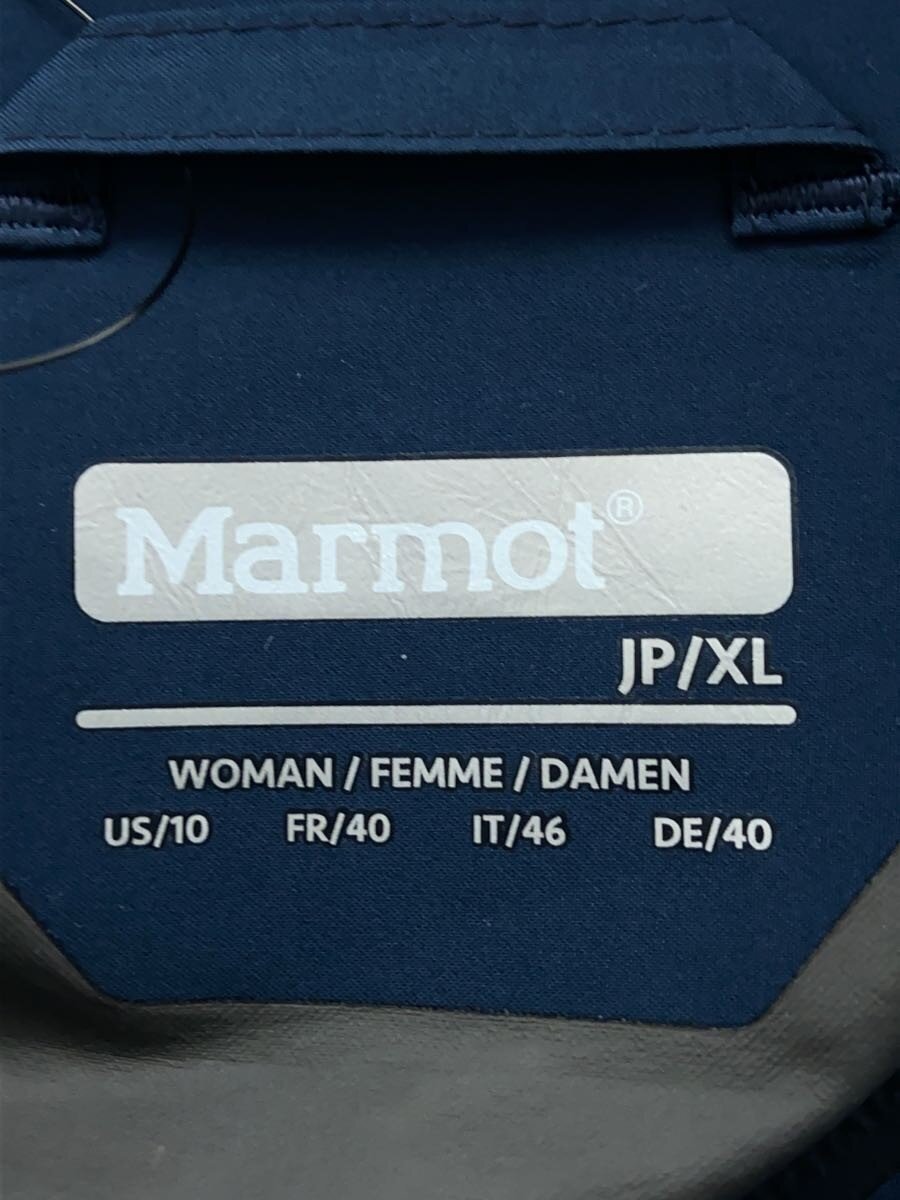 Marmot®
JP/XL
WOMAN / FEMME / DAMEN
US/10 FR/40 IT/46 DE/40